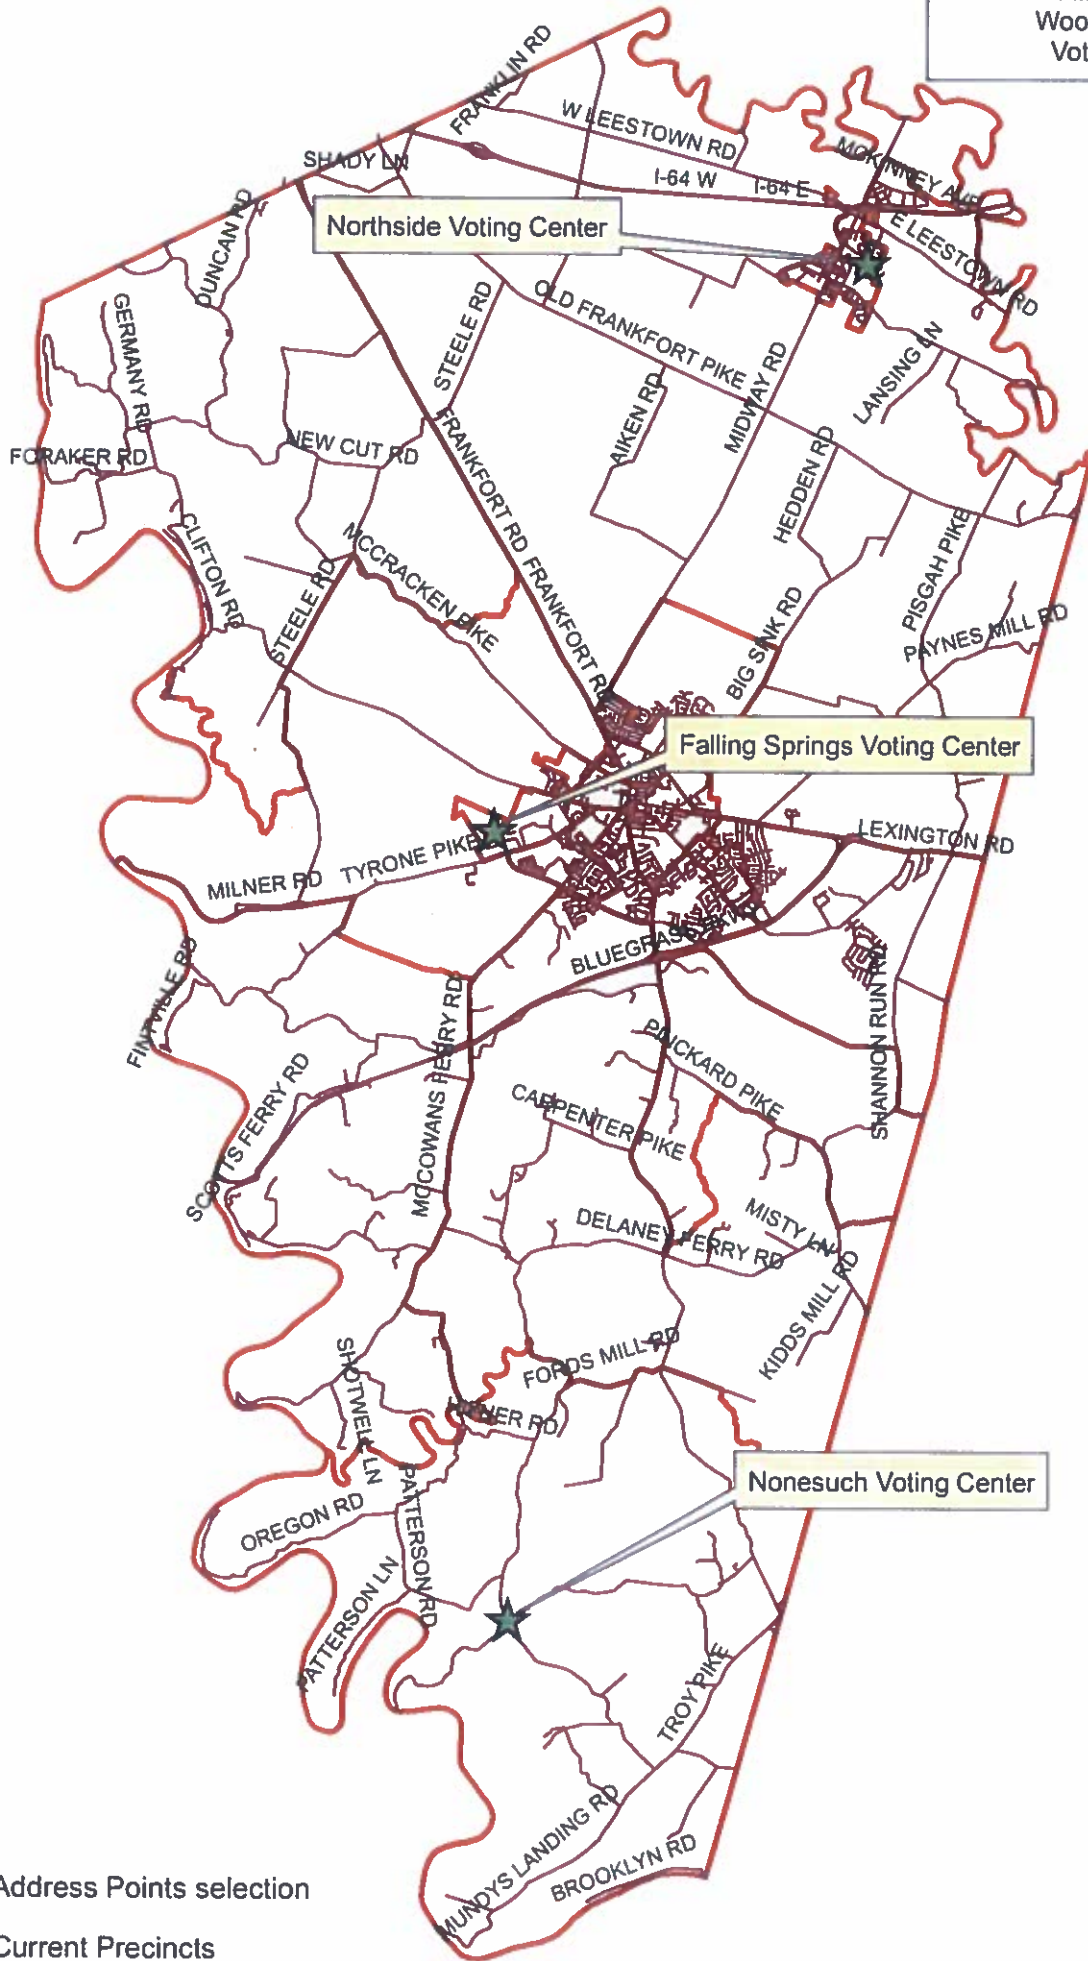 Woo
Vot
FRANKLIN RD
W LEESTOWN RD
SHADY LN
I-64 W
I-64 E
MCKINNEY AVE
Northside Voting Center
E LEESTOWN RD
DUNCAN RD
GERMANY RD
STEELE RD
OLD FRANKFORT PIKE
LANSING LN
MIDWAY RD
AIKEN RD
FORAKER RD
NEW CUT RD
FRANKFORT RD
FRANKFORT RD
HEDDEN RD
CLIFTON RD
MCCRACKEN PIKE
STEELE RD
PISGAH PIKE
BIG SINK RD
PAYNES MILL RD
Falling Springs Voting Center
LEXINGTON RD
MILNER RD
TYRONE PIKE
BLUEGRASS PKWY
FINTVILLE RD
SHANNON RUN RD
MCCOWANS FERRY RD
PINCKARD PIKE
SCOTTS FERRY RD
CARPENTER PIKE
DELANEY FERRY RD
MISTY LN
KIDDS MILL RD
FORDS MILL RD
SHOTWELL LN
HIFNER RD
Nonesuch Voting Center
OREGON RD
PATTERSON RD
PATTERSON LN
TROY PIKE
MUNDYS LANDING RD
BROOKLYN RD
Address Points selection
Current Precincts